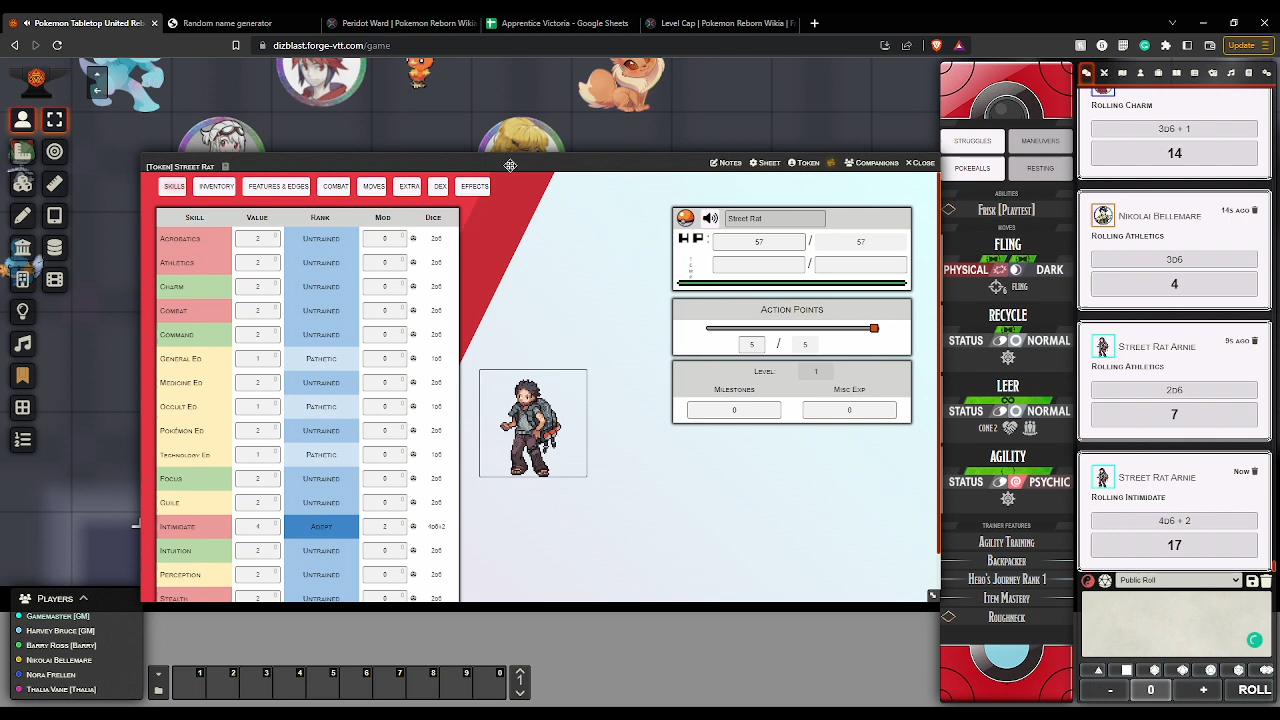 Pokemon Tabletop United Reb
Random name generator
Peridot Ward | Pokemon Reborn Wikia
Apprentice Victoria - Google Sheets
Level Cap | Pokemon Reborn Wikia | F
dizblast.forge-vtt.com/game
Update
[Token] Street Rat
Notes Sheet Token Companions Close
Skills Inventory Features & Edges Combat Moves Extra Dex Effects
Skill Value Rank Mod Dice
Acrobatics 2 Untrained 0 2d6
Athletics 2 Untrained 0 2d6
Charm 2 Untrained 0 2d6
Combat 2 Untrained 0 2d6
Command 2 Untrained 0 2d6
General Ed 1 Pathetic 0 1d6
Medicine Ed 2 Untrained 0 2d6
Occult Ed 1 Pathetic 0 1d6
Pokémon Ed 2 Untrained 0 2d6
Technology Ed 1 Pathetic 0 1d6
Focus 2 Untrained 0 2d6
Guile 2 Untrained 0 2d6
Intimidate 4 Adept 2 4d6+2
Intuition 2 Untrained 0 2d6
Perception 2 Untrained 0 2d6
Stealth 2 Untrained 0 2d6
Street Rat
HP: 57 / 57
Temp /
Action Points
5 / 5
Level: 1
Milestones Misc Exp
0 0
Struggles Maneuvers
Pokeballs Resting
Abilities
Frisk [Playtest]
Moves
Fling
Physical Dark
6 Fling
Recycle
Status Normal
Leer
Status Normal
Cone 2
Agility
Status Psychic
Trainer Features
Agility Training
Backpacker
Hero's Journey Rank 1
Item Mastery
Roughneck
Rolling Charm
3d6 + 1
14
Nikolai Bellemare 14s ago
Rolling Athletics
3d6
4
Street Rat Arnie 9s ago
Rolling Athletics
2d6
7
Street Rat Arnie Now
Rolling Intimidate
4d6 + 2
17
Public Roll
- 0 + Roll
Players
Gamemaster [GM]
Harvey Bruce [GM]
Barry Ross [Barry]
Nikolai Bellemare
Nora Frellen
Thalia Vane [Thalia]
1 2 3 4 5 6 7 8 9 0
1